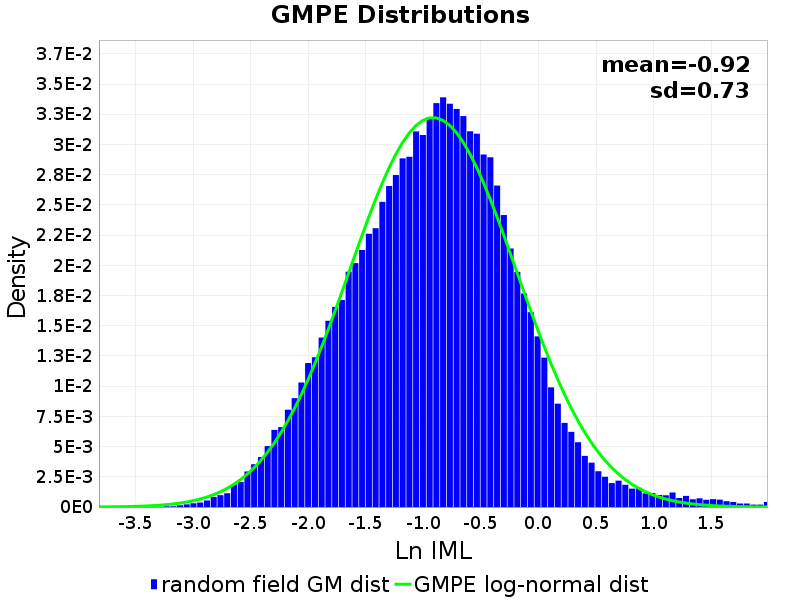 GMPE Distributions
mean=-0.92
sd=0.73
Density
3.7E-2
3.5E-2
3.3E-2
3E-2
2.8E-2
2.5E-2
2.2E-2
2E-2
1.8E-2
1.5E-2
1.3E-2
1E-2
7.5E-3
5E-3
2.5E-3
0E0
-3.5 -3.0 -2.5 -2.0 -1.5 -1.0 -0.5 0.0 0.5 1.0 1.5
Ln IML
random field GM dist GMPE log-normal dist